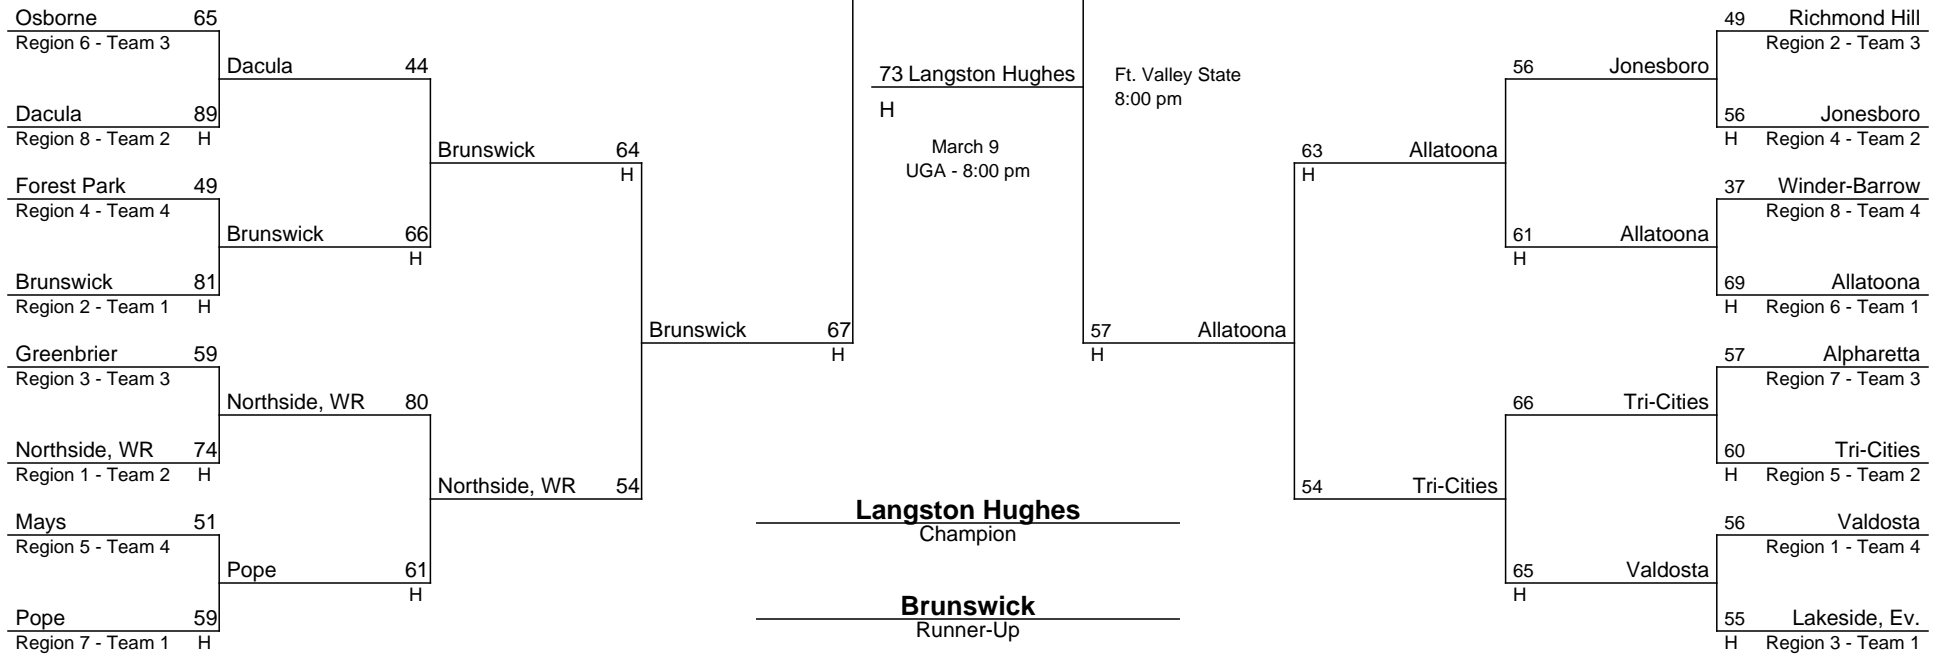 Osborne 65
Region 6 - Team 3
Dacula 89
Region 8 - Team 2 H
Forest Park 49
Region 4 - Team 4
Brunswick 81
Region 2 - Team 1 H
Greenbrier 59
Region 3 - Team 3
Northside, WR 74
Region 1 - Team 2 H
Mays 51
Region 5 - Team 4
Pope 59
Region 7 - Team 1 H
Dacula 44
Brunswick 66
H
Northside, WR 80
Pope 61
H
Brunswick 64
H
Northside, WR 54
Brunswick 67
H
73 Langston Hughes
H
March 9
UGA - 8:00 pm
Ft. Valley State
8:00 pm
Langston Hughes
Champion
Brunswick
Runner-Up
57 Allatoona
H
63 Allatoona
H
54 Tri-Cities
56 Jonesboro
61 Allatoona
H
66 Tri-Cities
65 Valdosta
H
49 Richmond Hill
Region 2 - Team 3
56 Jonesboro
H Region 4 - Team 2
37 Winder-Barrow
Region 8 - Team 4
69 Allatoona
H Region 6 - Team 1
57 Alpharetta
Region 7 - Team 3
60 Tri-Cities
H Region 5 - Team 2
56 Valdosta
Region 1 - Team 4
55 Lakeside, Ev.
H Region 3 - Team 1